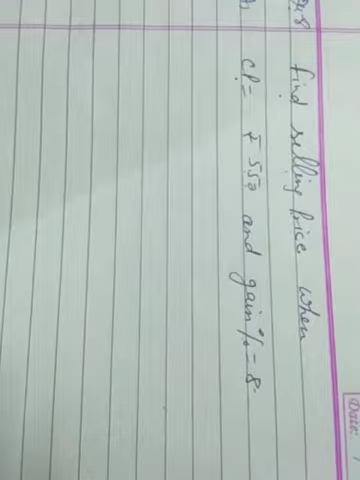 Q.8 find selling price when
CP = ₹ 550 and gain % = 8.
Date: